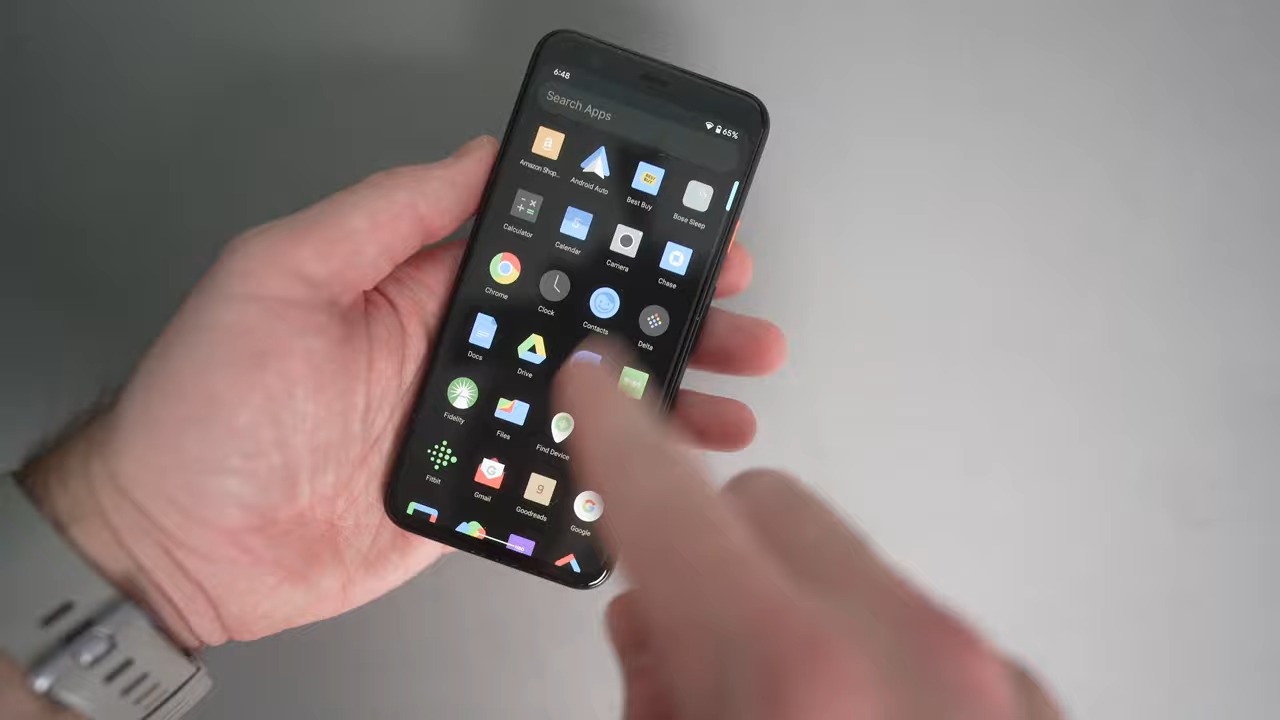 6:48
65%
Search Apps
Amazon Shop...
Android Auto
Best Buy
Bose Sleep
Calculator
Calendar
Camera
Chase
Chrome
Clock
Contacts
Delta
Docs
Drive
Fidelity
Files
Find Device
Fitbit
Gmail
Goodreads
Google